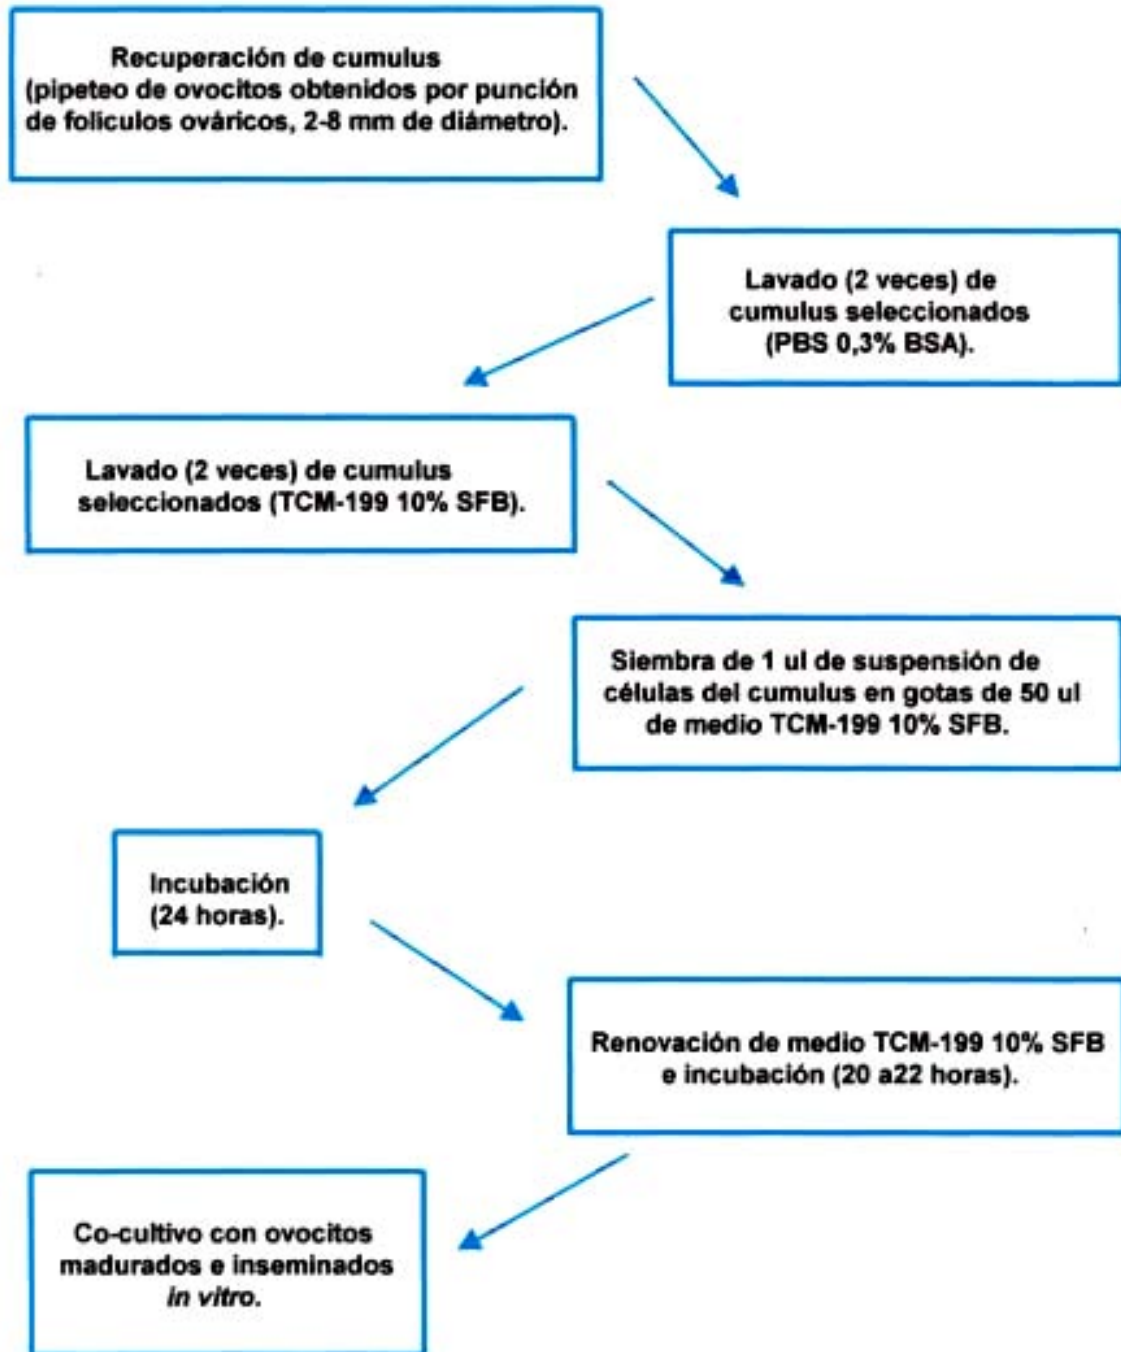 Recuperación de cumulus
(pipeteo de ovocitos obtenidos por punción
de folículos ováricos, 2-8 mm de diámetro).
Lavado (2 veces) de
cumulus seleccionados
(PBS 0,3% BSA).
Lavado (2 veces) de cumulus
seleccionados (TCM-199 10% SFB).
Siembra de 1 ul de suspensión de
células del cumulus en gotas de 50 ul
de medio TCM-199 10% SFB.
Incubación
(24 horas).
Renovación de medio TCM-199 10% SFB
e incubación (20 a22 horas).
Co-cultivo con ovocitos
madurados e inseminados
in vitro.